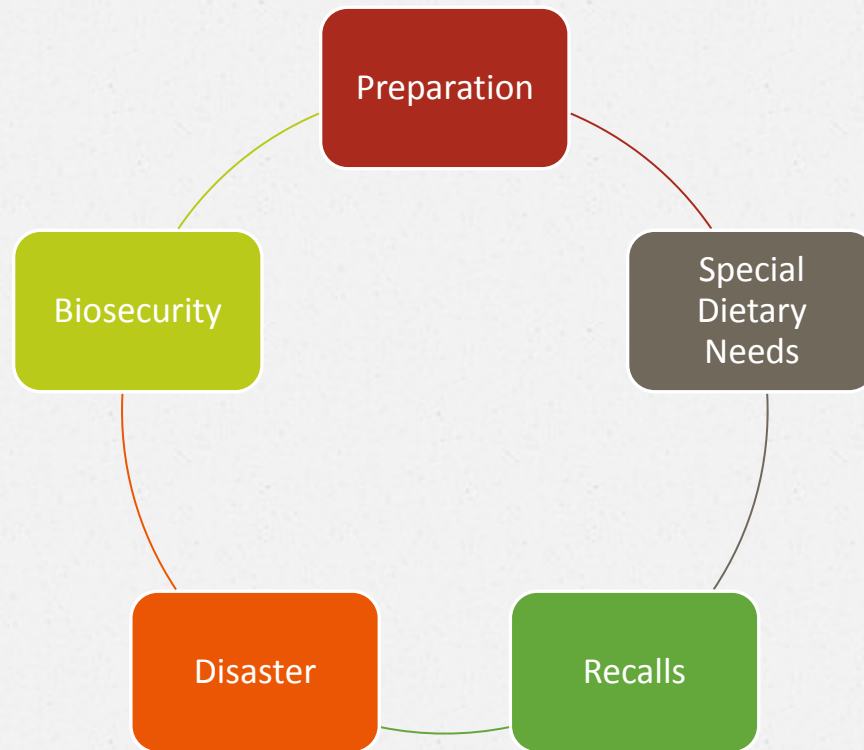 Preparation
Special
Dietary
Needs
Recalls
Disaster
Biosecurity